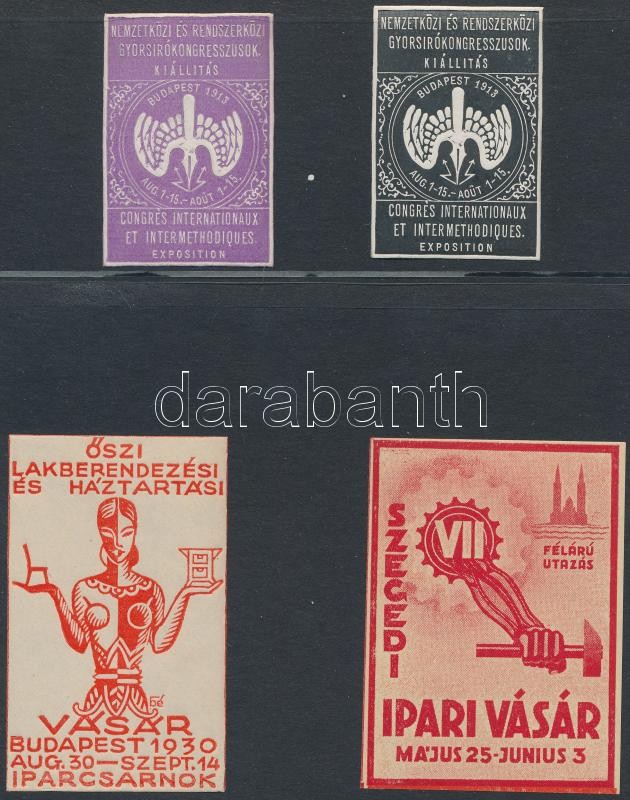 NEMZETKÖZI ÉS RENDSZERKÖZI
GYORSIRÓKONGRESSZUSOK.
KIÁLLITÁS
BUDAPEST 1913
AUG. 1-15.–AOÛT 1-15.
CONGRÈS INTERNATIONAUX
ET INTERMETHODIQUES.
EXPOSITION
NEMZETKÖZI ÉS RENDSZERKÖZI
GYORSIRÓKONGRESSZUSOK.
KIÁLLITÁS
BUDAPEST 1913
AUG. 1-15.–AOÛT 1-15.
CONGRÈS INTERNATIONAUX
ET INTERMETHODIQUES.
EXPOSITION
darabanth
ŐSZI
LAKBERENDEZÉSI
ÉS HÁZTARTÁSI
bé
VÁSÁR
BUDAPEST 1930
AUG. 30–SZEPT. 14
IPARCSARNOK
SZEGEDI
VII
FÉLÁRÚ
UTAZÁS
IPARI VÁSÁR
MÁJUS 25-JUNIUS 3